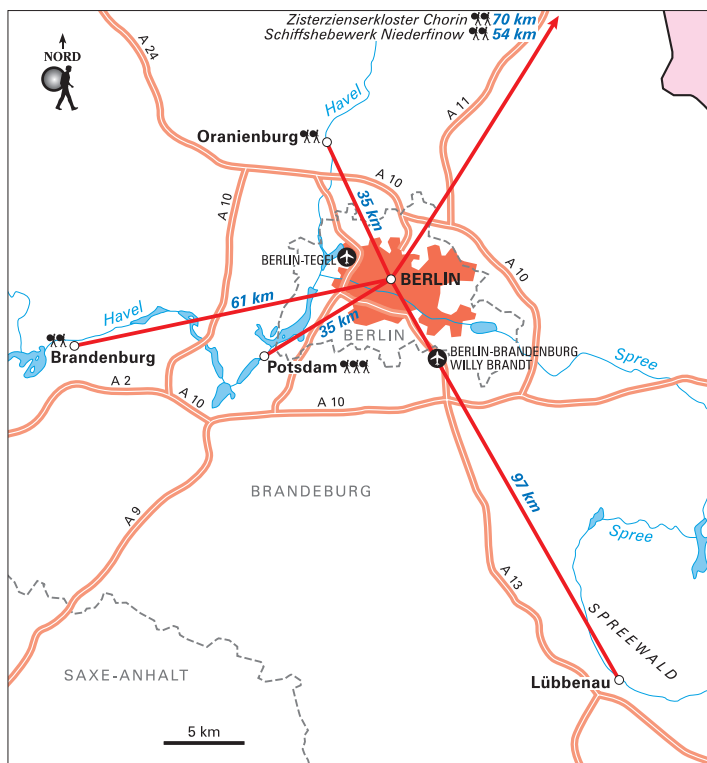 Zisterzienserkloster Chorin 70 km
Schiffshebewerk Niederfinow 54 km
NORD
A 24
Havel
A 11
Oranienburg
A 10
A 10
35 km
BERLIN-TEGEL
A 10
BERLIN
Havel
61 km
35 km
BERLIN
Brandenburg
Potsdam
BERLIN-BRANDENBURG
WILLY BRANDT
Spree
A 2
A 10
A 10
97 km
BRANDEBURG
A 9
Spree
A 13
SPREEWALD
SAXE-ANHALT
Lübbenau
5 km